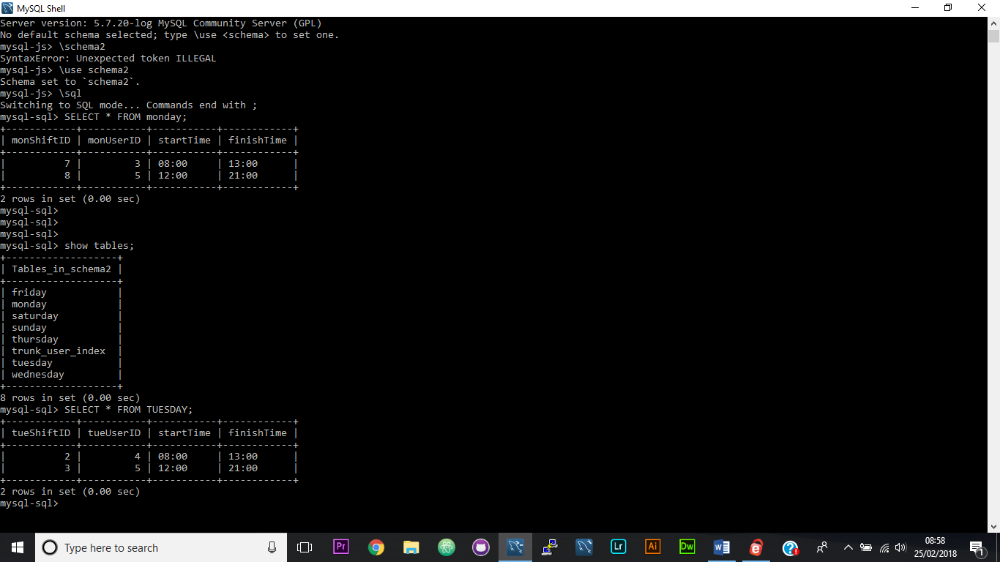 MySQL Shell
Server version: 5.7.20-log MySQL Community Server (GPL)
No default schema selected; type \use <schema> to set one.
mysql-js> \schema2
SyntaxError: Unexpected token ILLEGAL
mysql-js> \use schema2
Schema set to `schema2`.
mysql-js> \sql
Switching to SQL mode... Commands end with ;
mysql-sql> SELECT * FROM monday;
+------------+-----------+-----------+------------+
| monShiftID | monUserID | startTime | finishTime |
+------------+-----------+-----------+------------+
|          7 |         3 | 08:00     | 13:00      |
|          8 |         5 | 12:00     | 21:00      |
+------------+-----------+-----------+------------+
2 rows in set (0.00 sec)
mysql-sql>
mysql-sql>
mysql-sql>
mysql-sql> show tables;
+-------------------+
| Tables_in_schema2 |
+-------------------+
| friday            |
| monday            |
| saturday          |
| sunday            |
| thursday          |
| trunk_user_index  |
| tuesday           |
| wednesday         |
+-------------------+
8 rows in set (0.00 sec)
mysql-sql> SELECT * FROM TUESDAY;
+------------+-----------+-----------+------------+
| tueShiftID | tueUserID | startTime | finishTime |
+------------+-----------+-----------+------------+
|          2 |         4 | 08:00     | 13:00      |
|          3 |         5 | 12:00     | 21:00      |
+------------+-----------+-----------+------------+
2 rows in set (0.00 sec)
mysql-sql>
Type here to search
Pr
Lr
Ai
Dw
08:58
25/02/2018
1